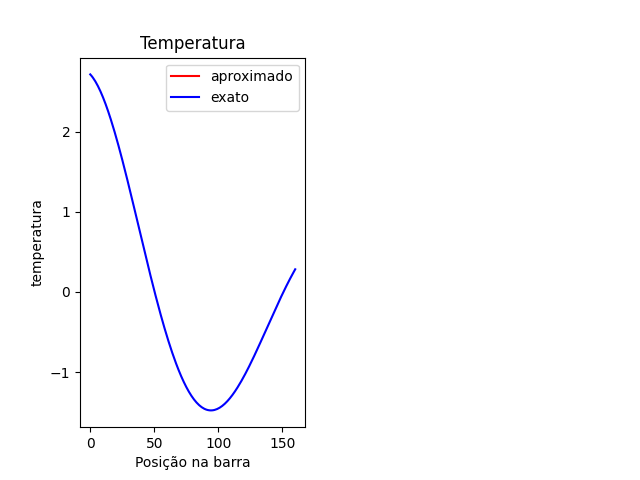 Temperatura
aproximado
exato
temperatura
2
1
0
−1
0 50 100 150
Posição na barra